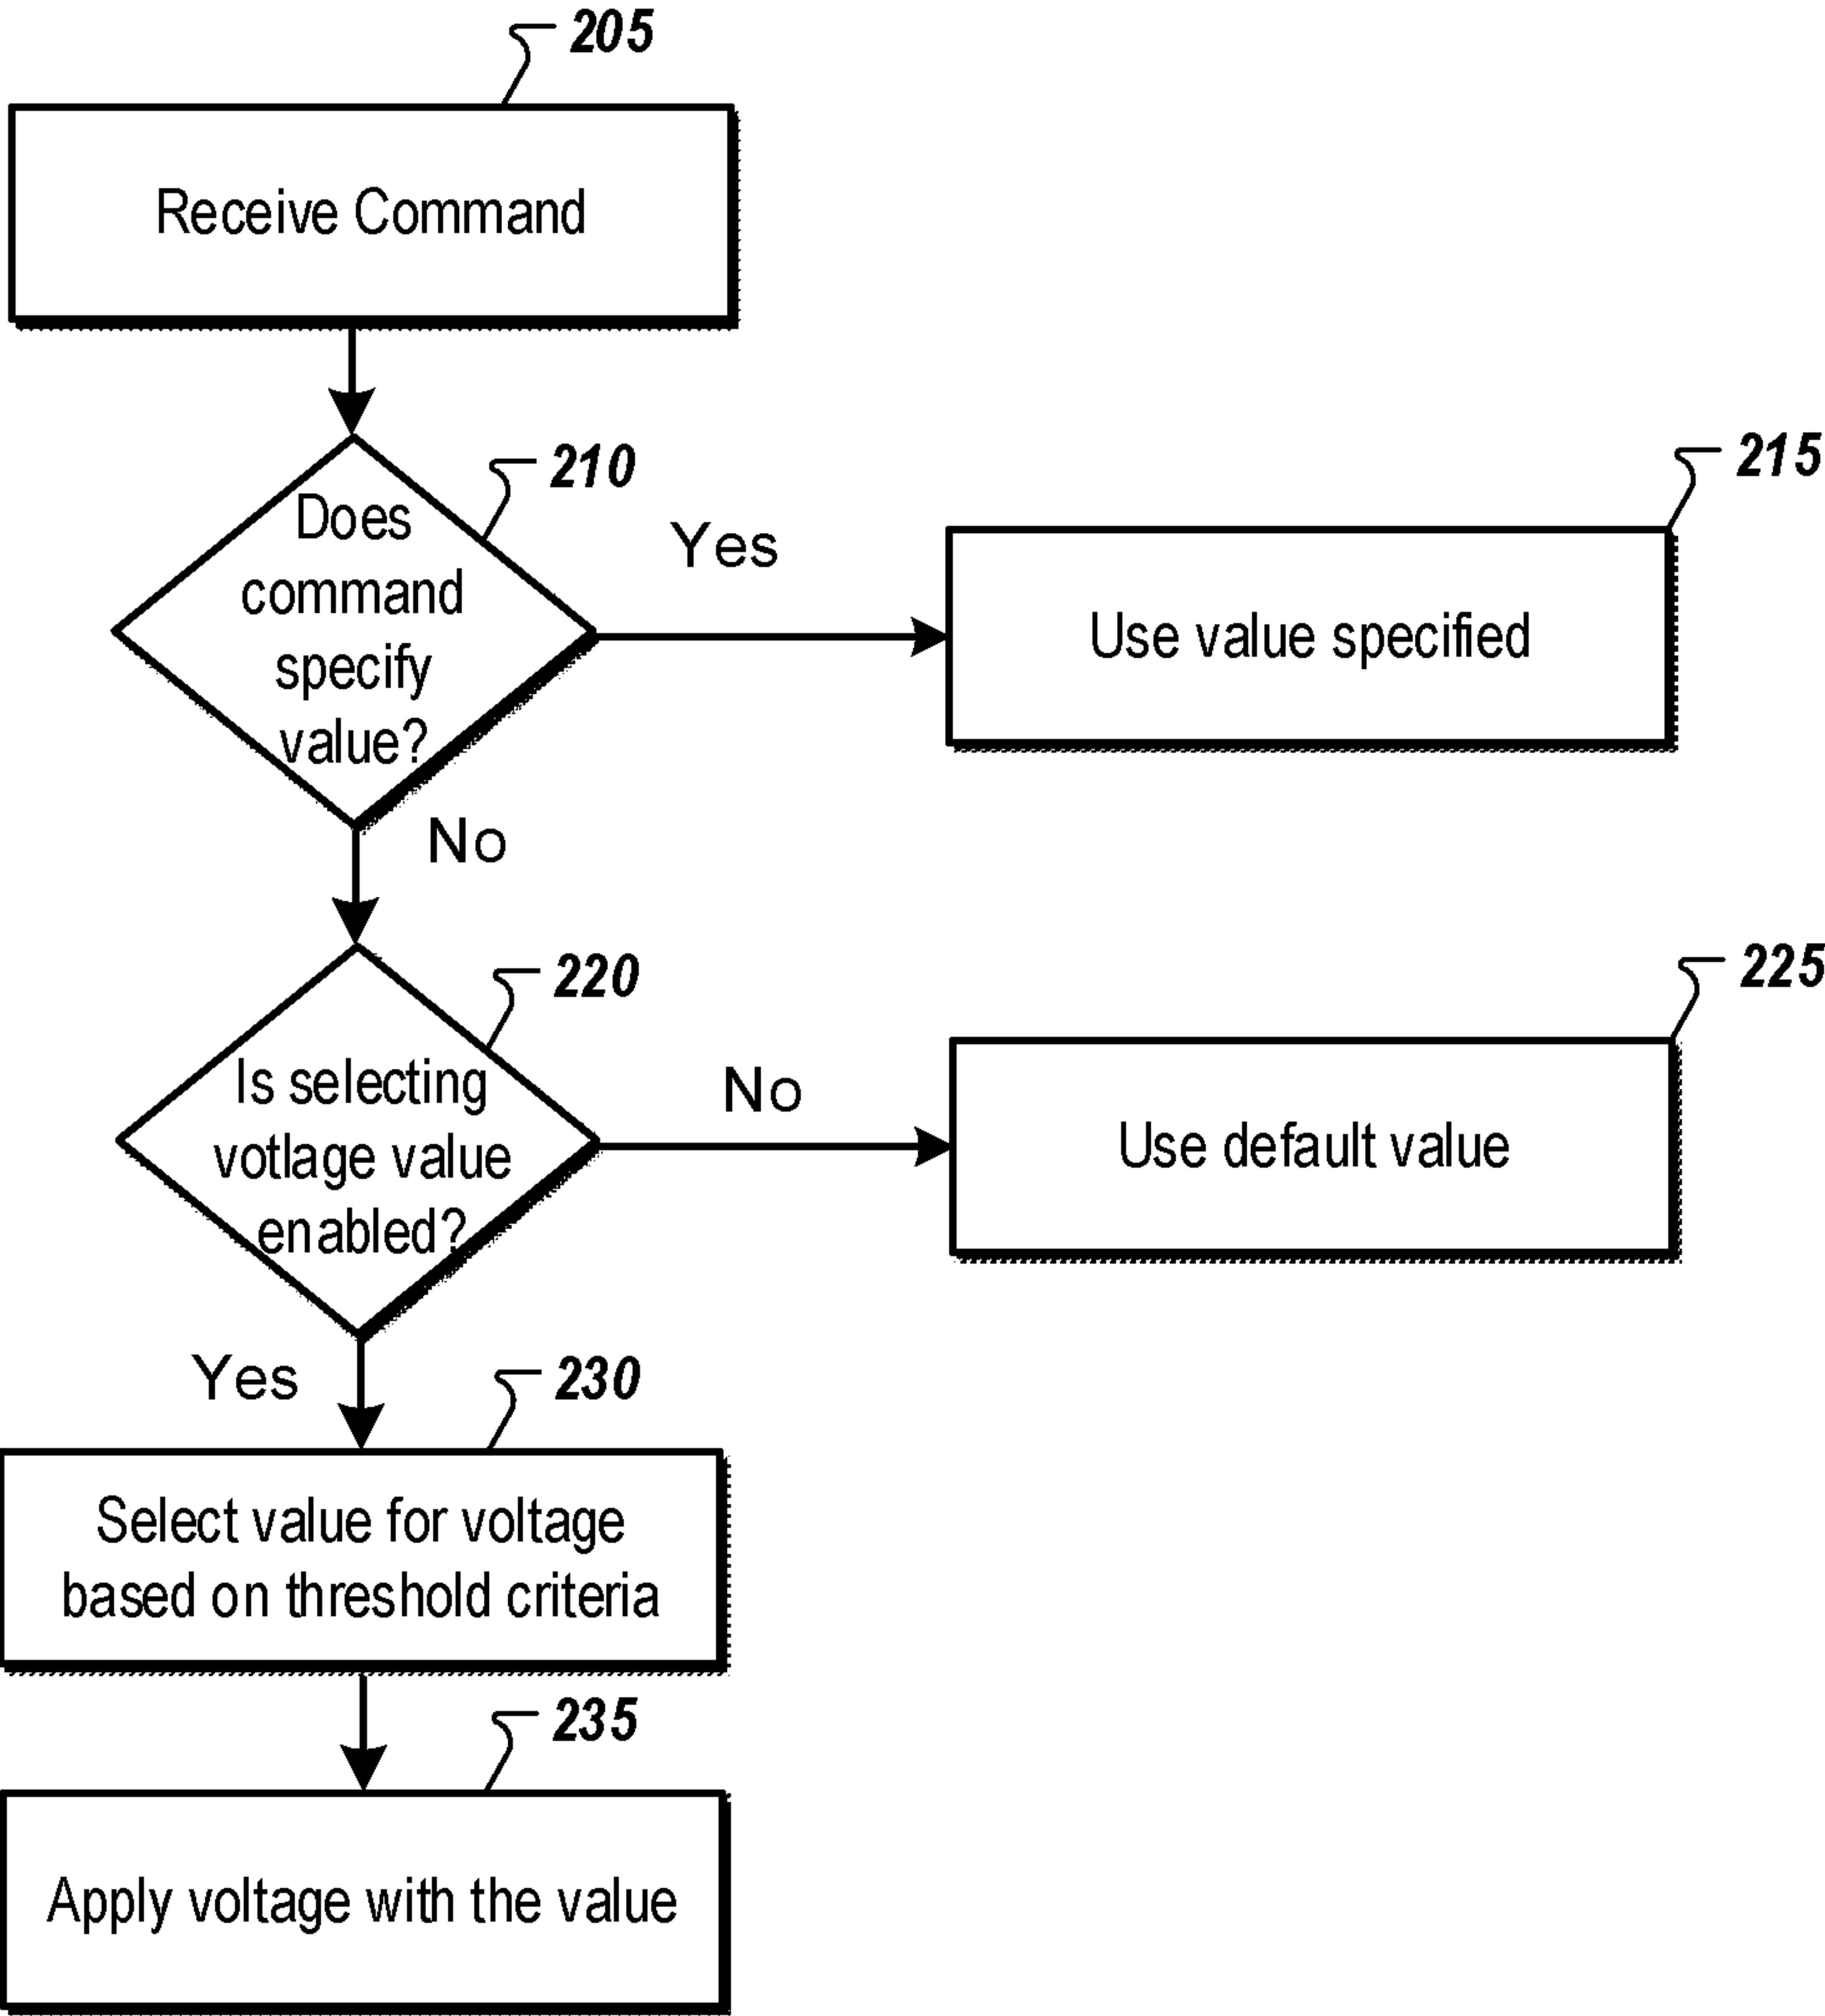 205
Receive Command
210
Does
command
specify
value?
Yes
215
Use value specified
No
220
Is selecting
votlage value
enabled?
No
225
Use default value
Yes
230
Select value for voltage
based on threshold criteria
235
Apply voltage with the value